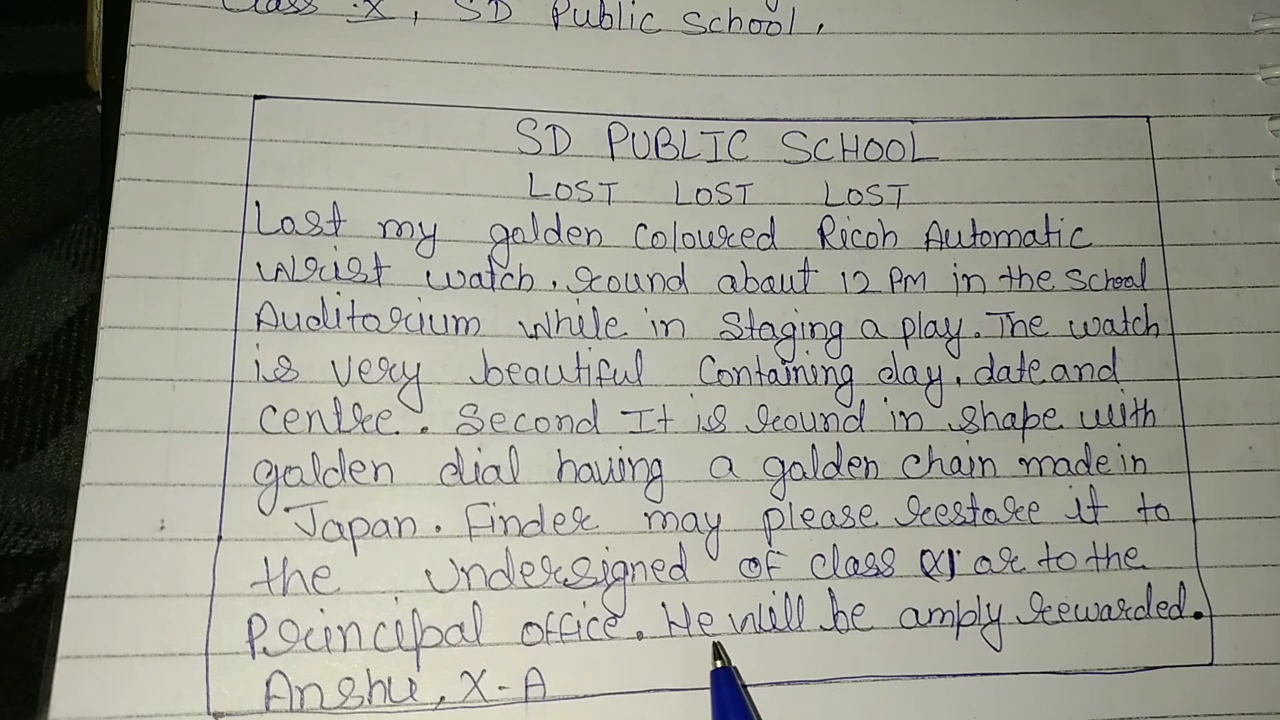 Class X, SD Public School.
SD PUBLIC SCHOOL
LOST LOST LOST
Lost my golden coloured Ricoh Automatic
Wrist watch. round about 12 PM in the School
Auditorium while in staging a play. The watch
is very beautiful Containing day, date and
centre. Second It is round in shape with
golden dial having a golden chain made in
Japan. Finder may please restore it to
the undersigned of class (X) or to the
Principal office. He will be amply rewarded.
Anshu, X-A